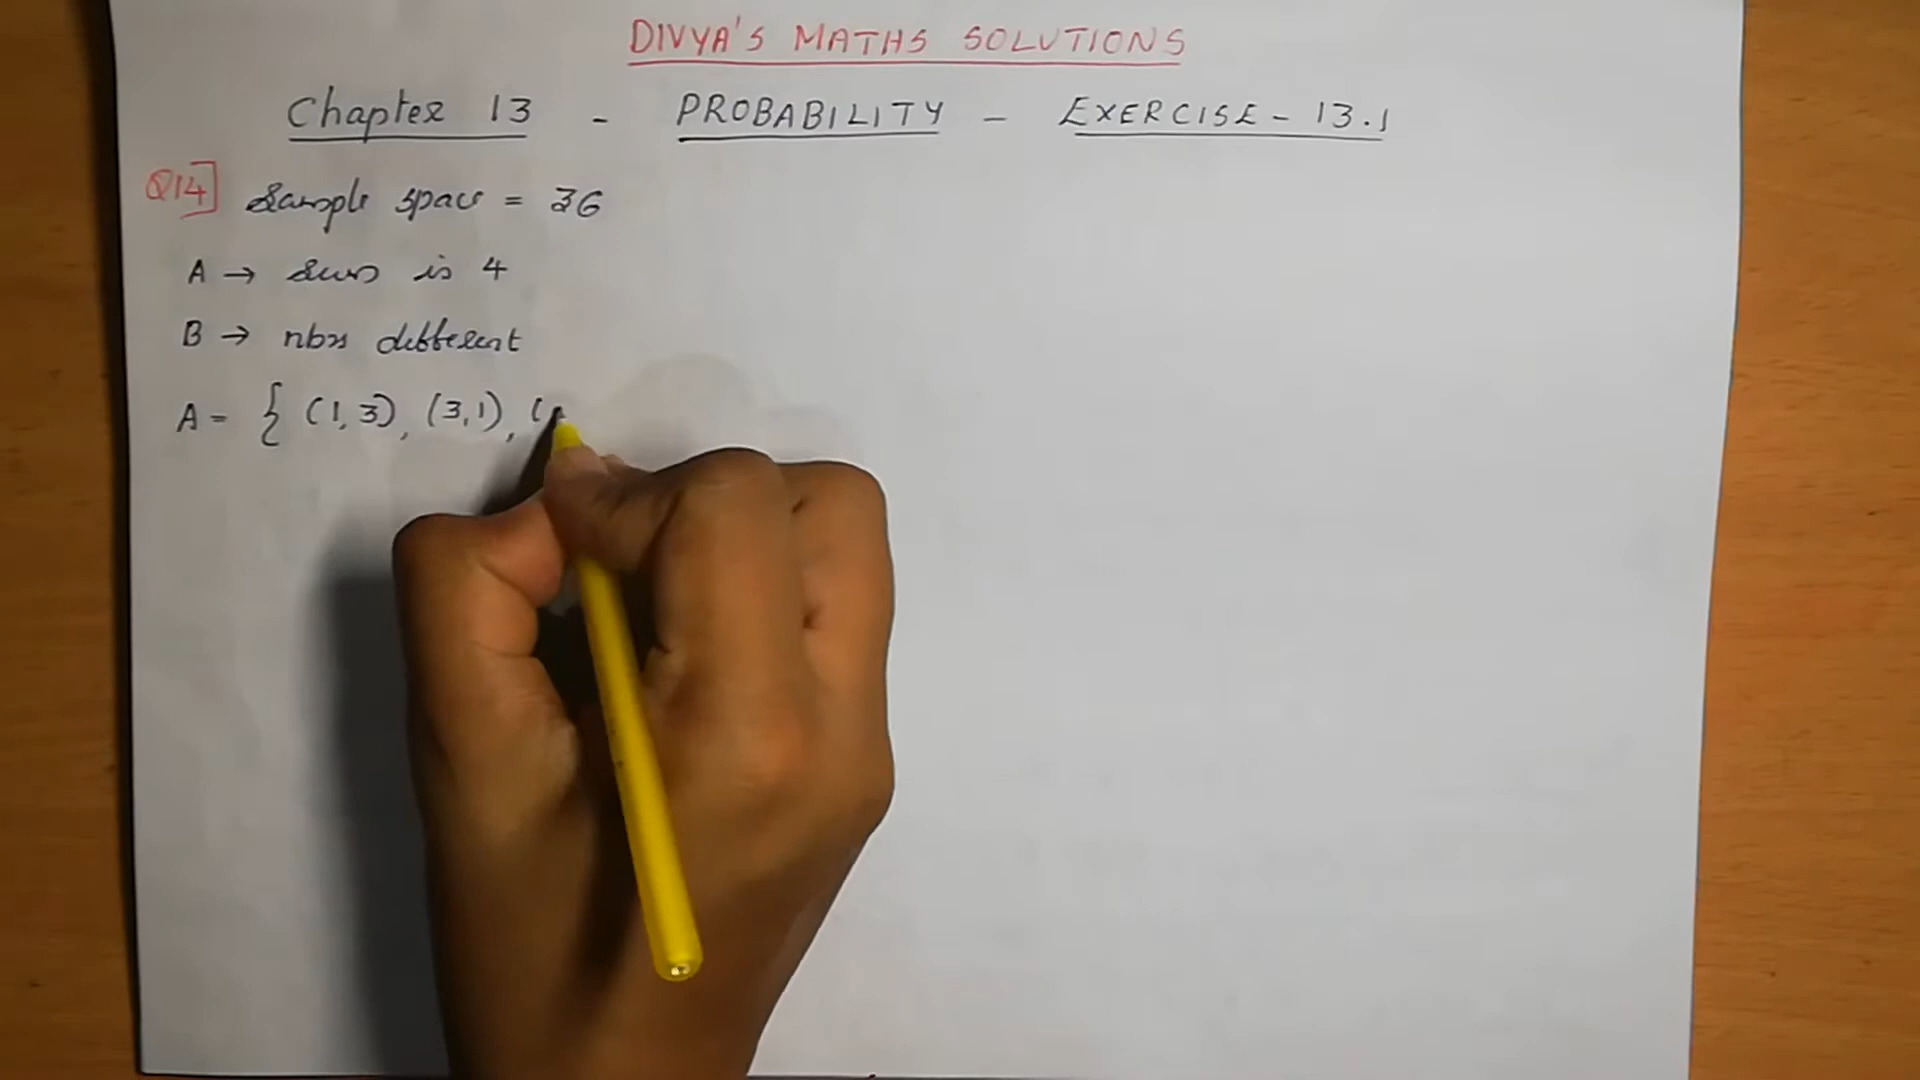 DIVYA'S MATHS SOLUTIONS
Chapter 13 - PROBABILITY - EXERCISE - 13.1
Q14] Sample space = 36
A → Sum is 4
B → nbrs different
A = { (1,3), (3,1), (